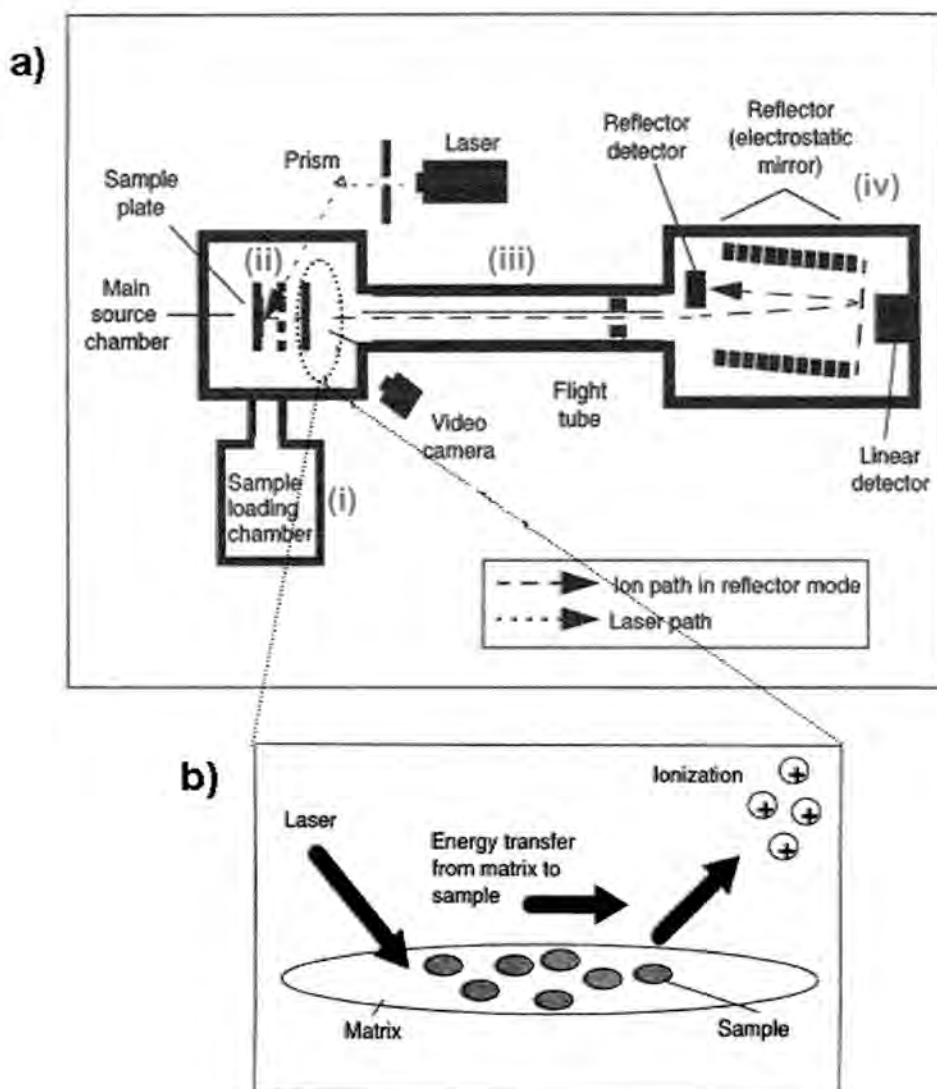 a)
Reflector
(electrostatic
mirror)
Reflector
detector
(iv)
Laser
Prism
Sample
plate
(ii)
(iii)
Main
source
chamber
Flight
tube
Video
camera
Linear
detector
Sample
loading
chamber
(i)
Ion path in reflector mode
Laser path
b)
Ionization
+
+
+
+
Laser
Energy transfer
from matrix to
sample
Matrix
Sample